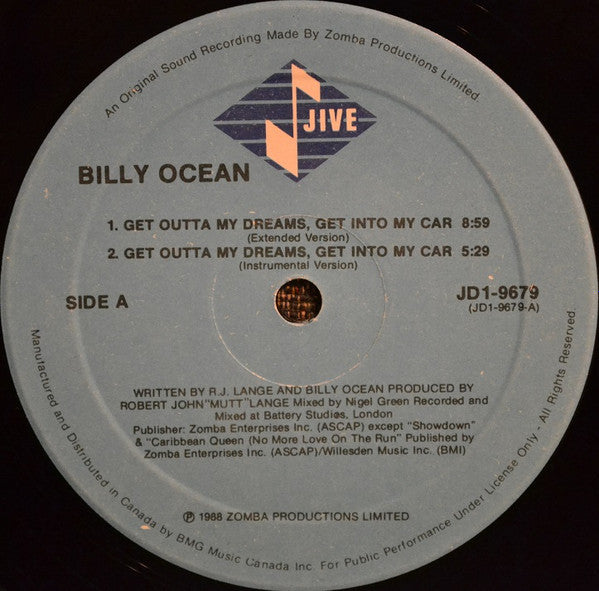 An Original Sound Recording Made By Zomba Productions Limited.
JIVE
BILLY OCEAN
1. GET OUTTA MY DREAMS, GET INTO MY CAR 8:59
(Extended Version)
2. GET OUTTA MY DREAMS, GET INTO MY CAR 5:29
(Instrumental Version)
SIDE A
JD1-9679
(JD1-9679-A)
WRITTEN BY R.J. LANGE AND BILLY OCEAN PRODUCED BY
ROBERT JOHN"MUTT"LANGE Mixed by Nigel Green Recorded and
Mixed at Battery Studios, London
Publisher: Zomba Enterprises Inc. (ASCAP) except "Showdown"
& "Caribbean Queen (No More Love On The Run" Published by
Zomba Enterprises Inc. (ASCAP)/Willesden Music Inc. (BMI)
℗ 1988 ZOMBA PRODUCTIONS LIMITED
Manufactured and Distributed in Canada by BMG Music Canada Inc. For Public Performance Under License Only - All Rights Reserved.